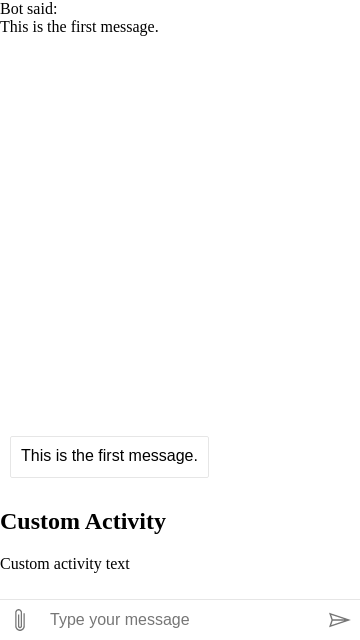 Bot said:
This is the first message.
This is the first message.
Custom Activity
Custom activity text
Type your message